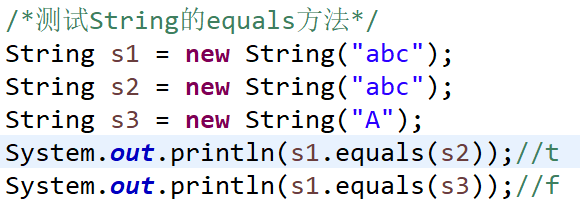 /*测试String的equals方法*/
String s1 = new String("abc");
String s2 = new String("abc");
String s3 = new String("A");
System.out.println(s1.equals(s2));//t
System.out.println(s1.equals(s3));//f